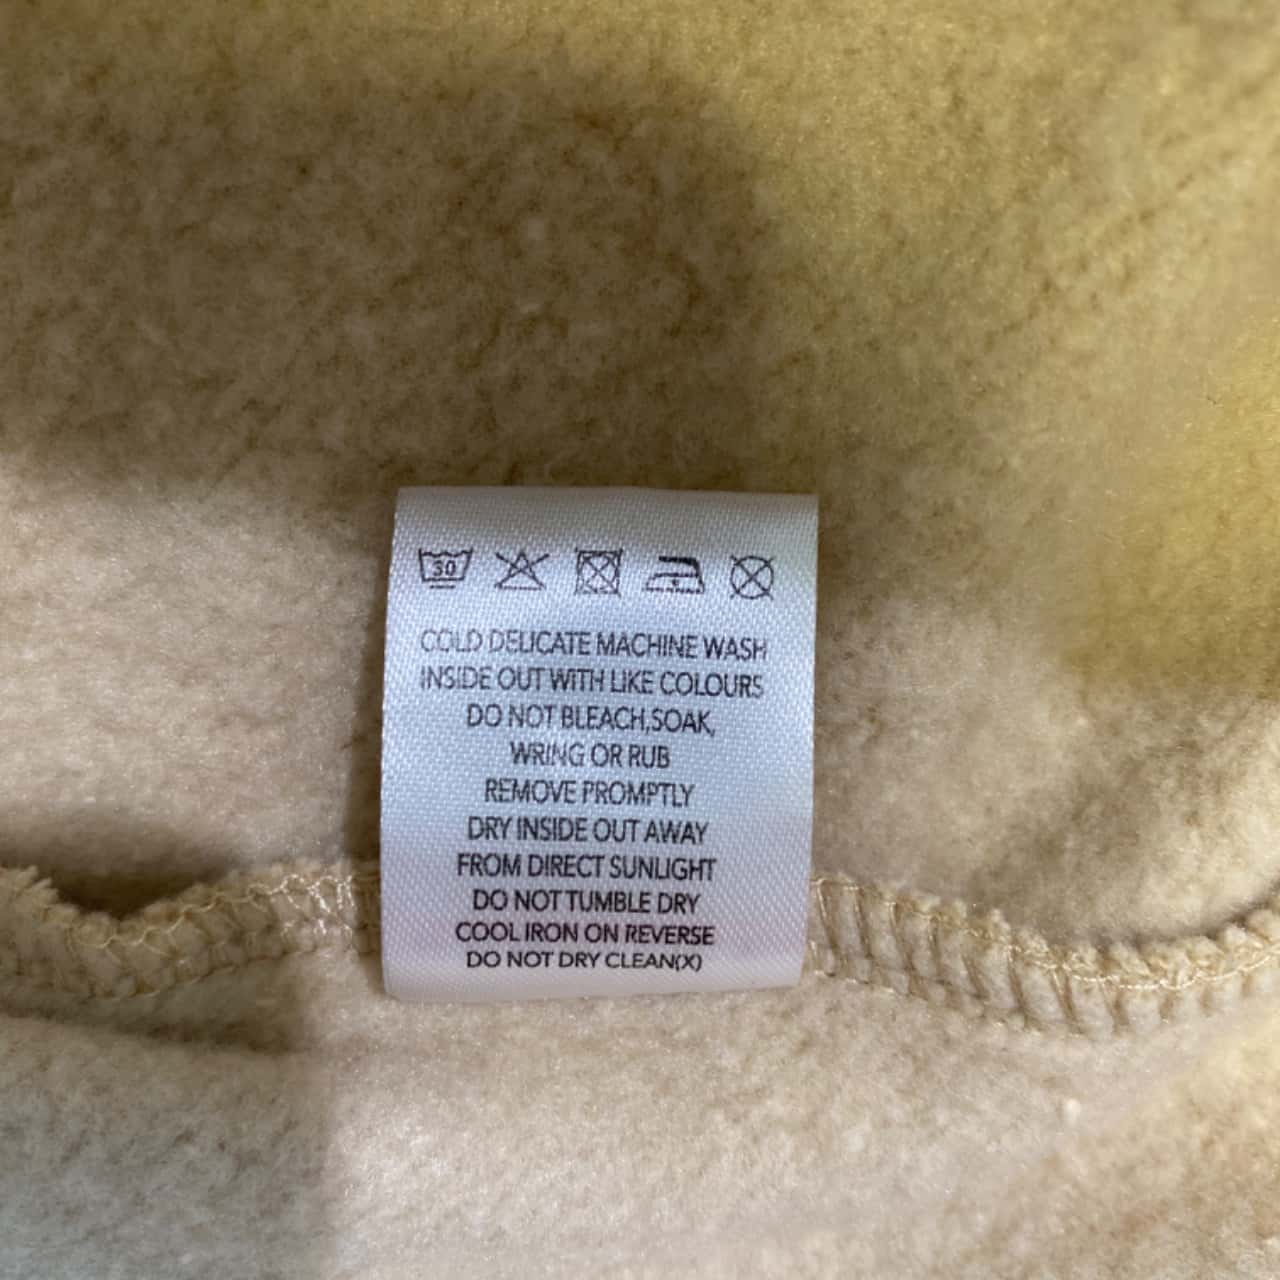 30
COLD DELICATE MACHINE WASH
INSIDE OUT WITH LIKE COLOURS
DO NOT BLEACH,SOAK,
WRING OR RUB
REMOVE PROMPTLY
DRY INSIDE OUT AWAY
FROM DIRECT SUNLIGHT
DO NOT TUMBLE DRY
COOL IRON ON REVERSE
DO NOT DRY CLEAN(X)